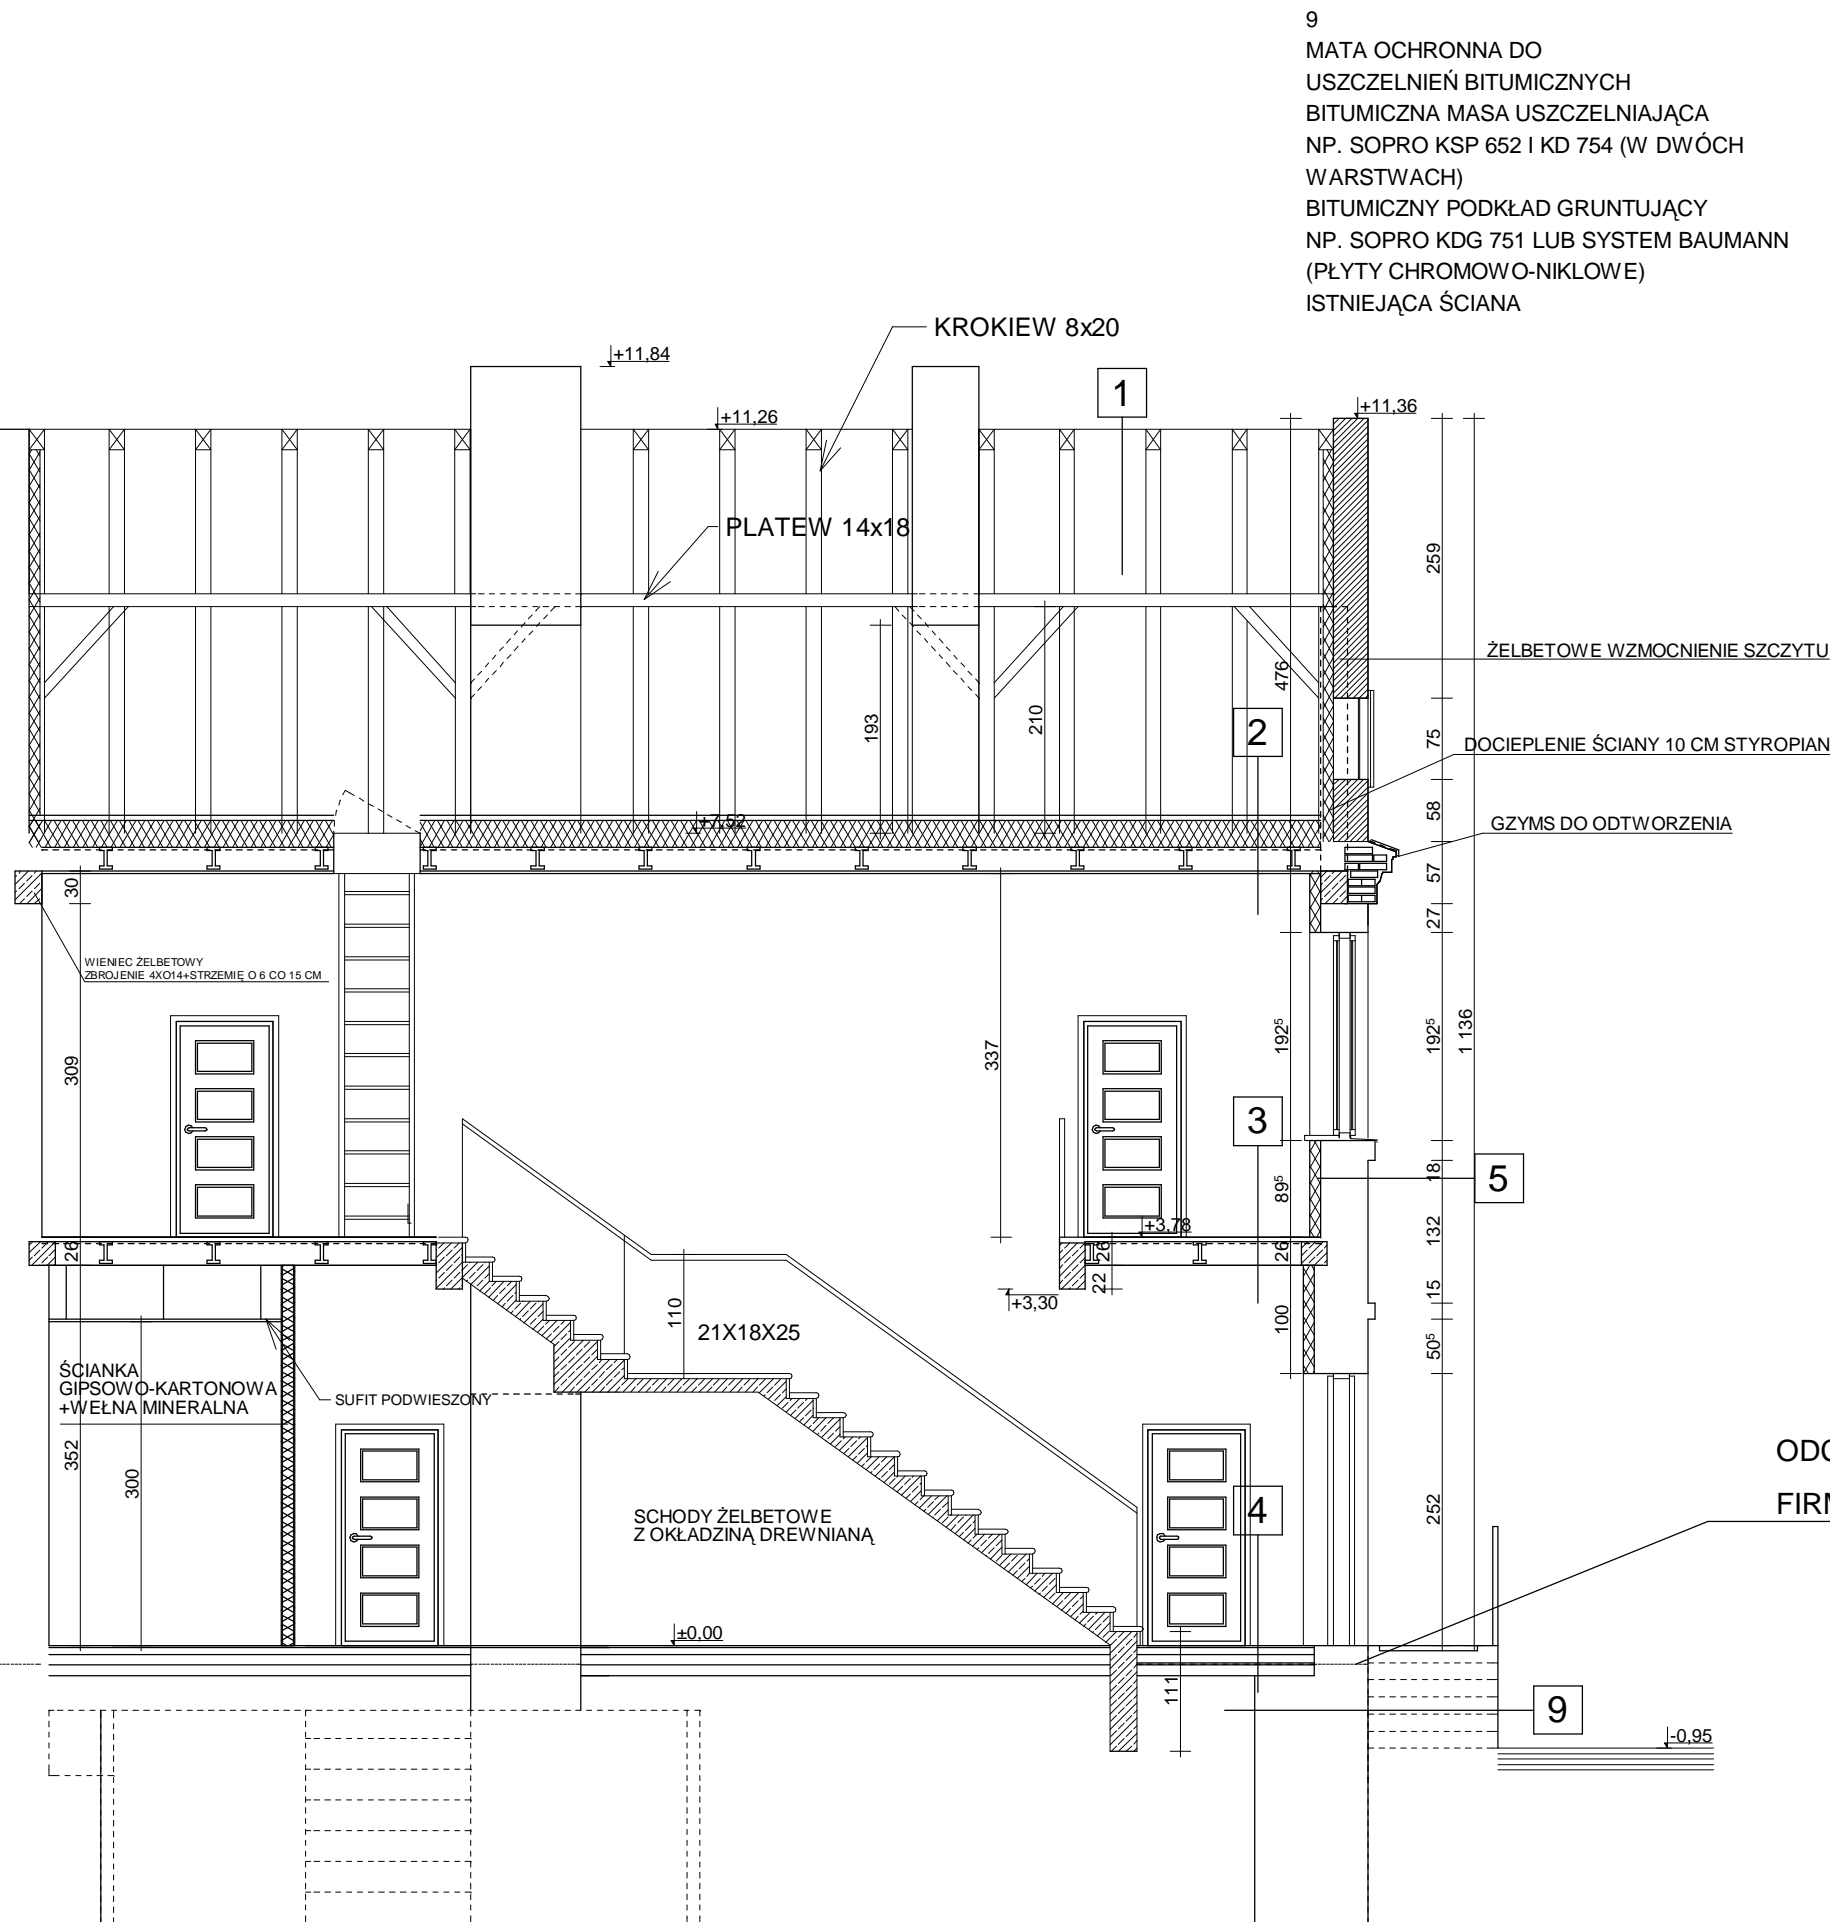 9
MATA OCHRONNA DO
USZCZELNIEŃ BITUMICZNYCH
BITUMICZNA MASA USZCZELNIAJĄCA
NP. SOPRO KSP 652 I KD 754 (W DWÓCH
WARSTWACH)
BITUMICZNY PODKŁAD GRUNTUJĄCY
NP. SOPRO KDG 751 LUB SYSTEM BAUMANN
(PŁYTY CHROMOWO-NIKLOWE)
ISTNIEJĄCA ŚCIANA
KROKIEW 8x20
+11,84
1
+11,26
+11,36
PLATEW 14x18
259
ŻELBETOWE WZMOCNIENIE SZCZYTU
476
193
210
2
75
DOCIEPLENIE ŚCIANY 10 CM STYROPIAN
58
+7,52
GZYMS DO ODTWORZENIA
57
30
27
WIENIEC ŻELBETOWY
ZBROJENIE 4XO14+STRZEMIĘ O 6 CO 15 CM
309
337
192⁵
192⁵
1 136
3
5
18
89⁵
+3,78
132
26
26
26
22
15
+3,30
110
21X18X25
100
50⁵
ŚCIANKA
GIPSOWO-KARTONOWA
+WEŁNA MINERALNA
SUFIT PODWIESZONY
352
300
252
4
SCHODY ŻELBETOWE
Z OKŁADZINĄ DREWNIANĄ
ODC
FIRM
±0,00
111
9
-0,95